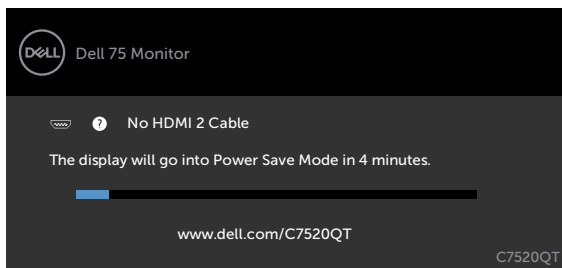 DELL
Dell 75 Monitor
? No HDMI 2 Cable
The display will go into Power Save Mode in 4 minutes.
www.dell.com/C7520QT
C7520QT